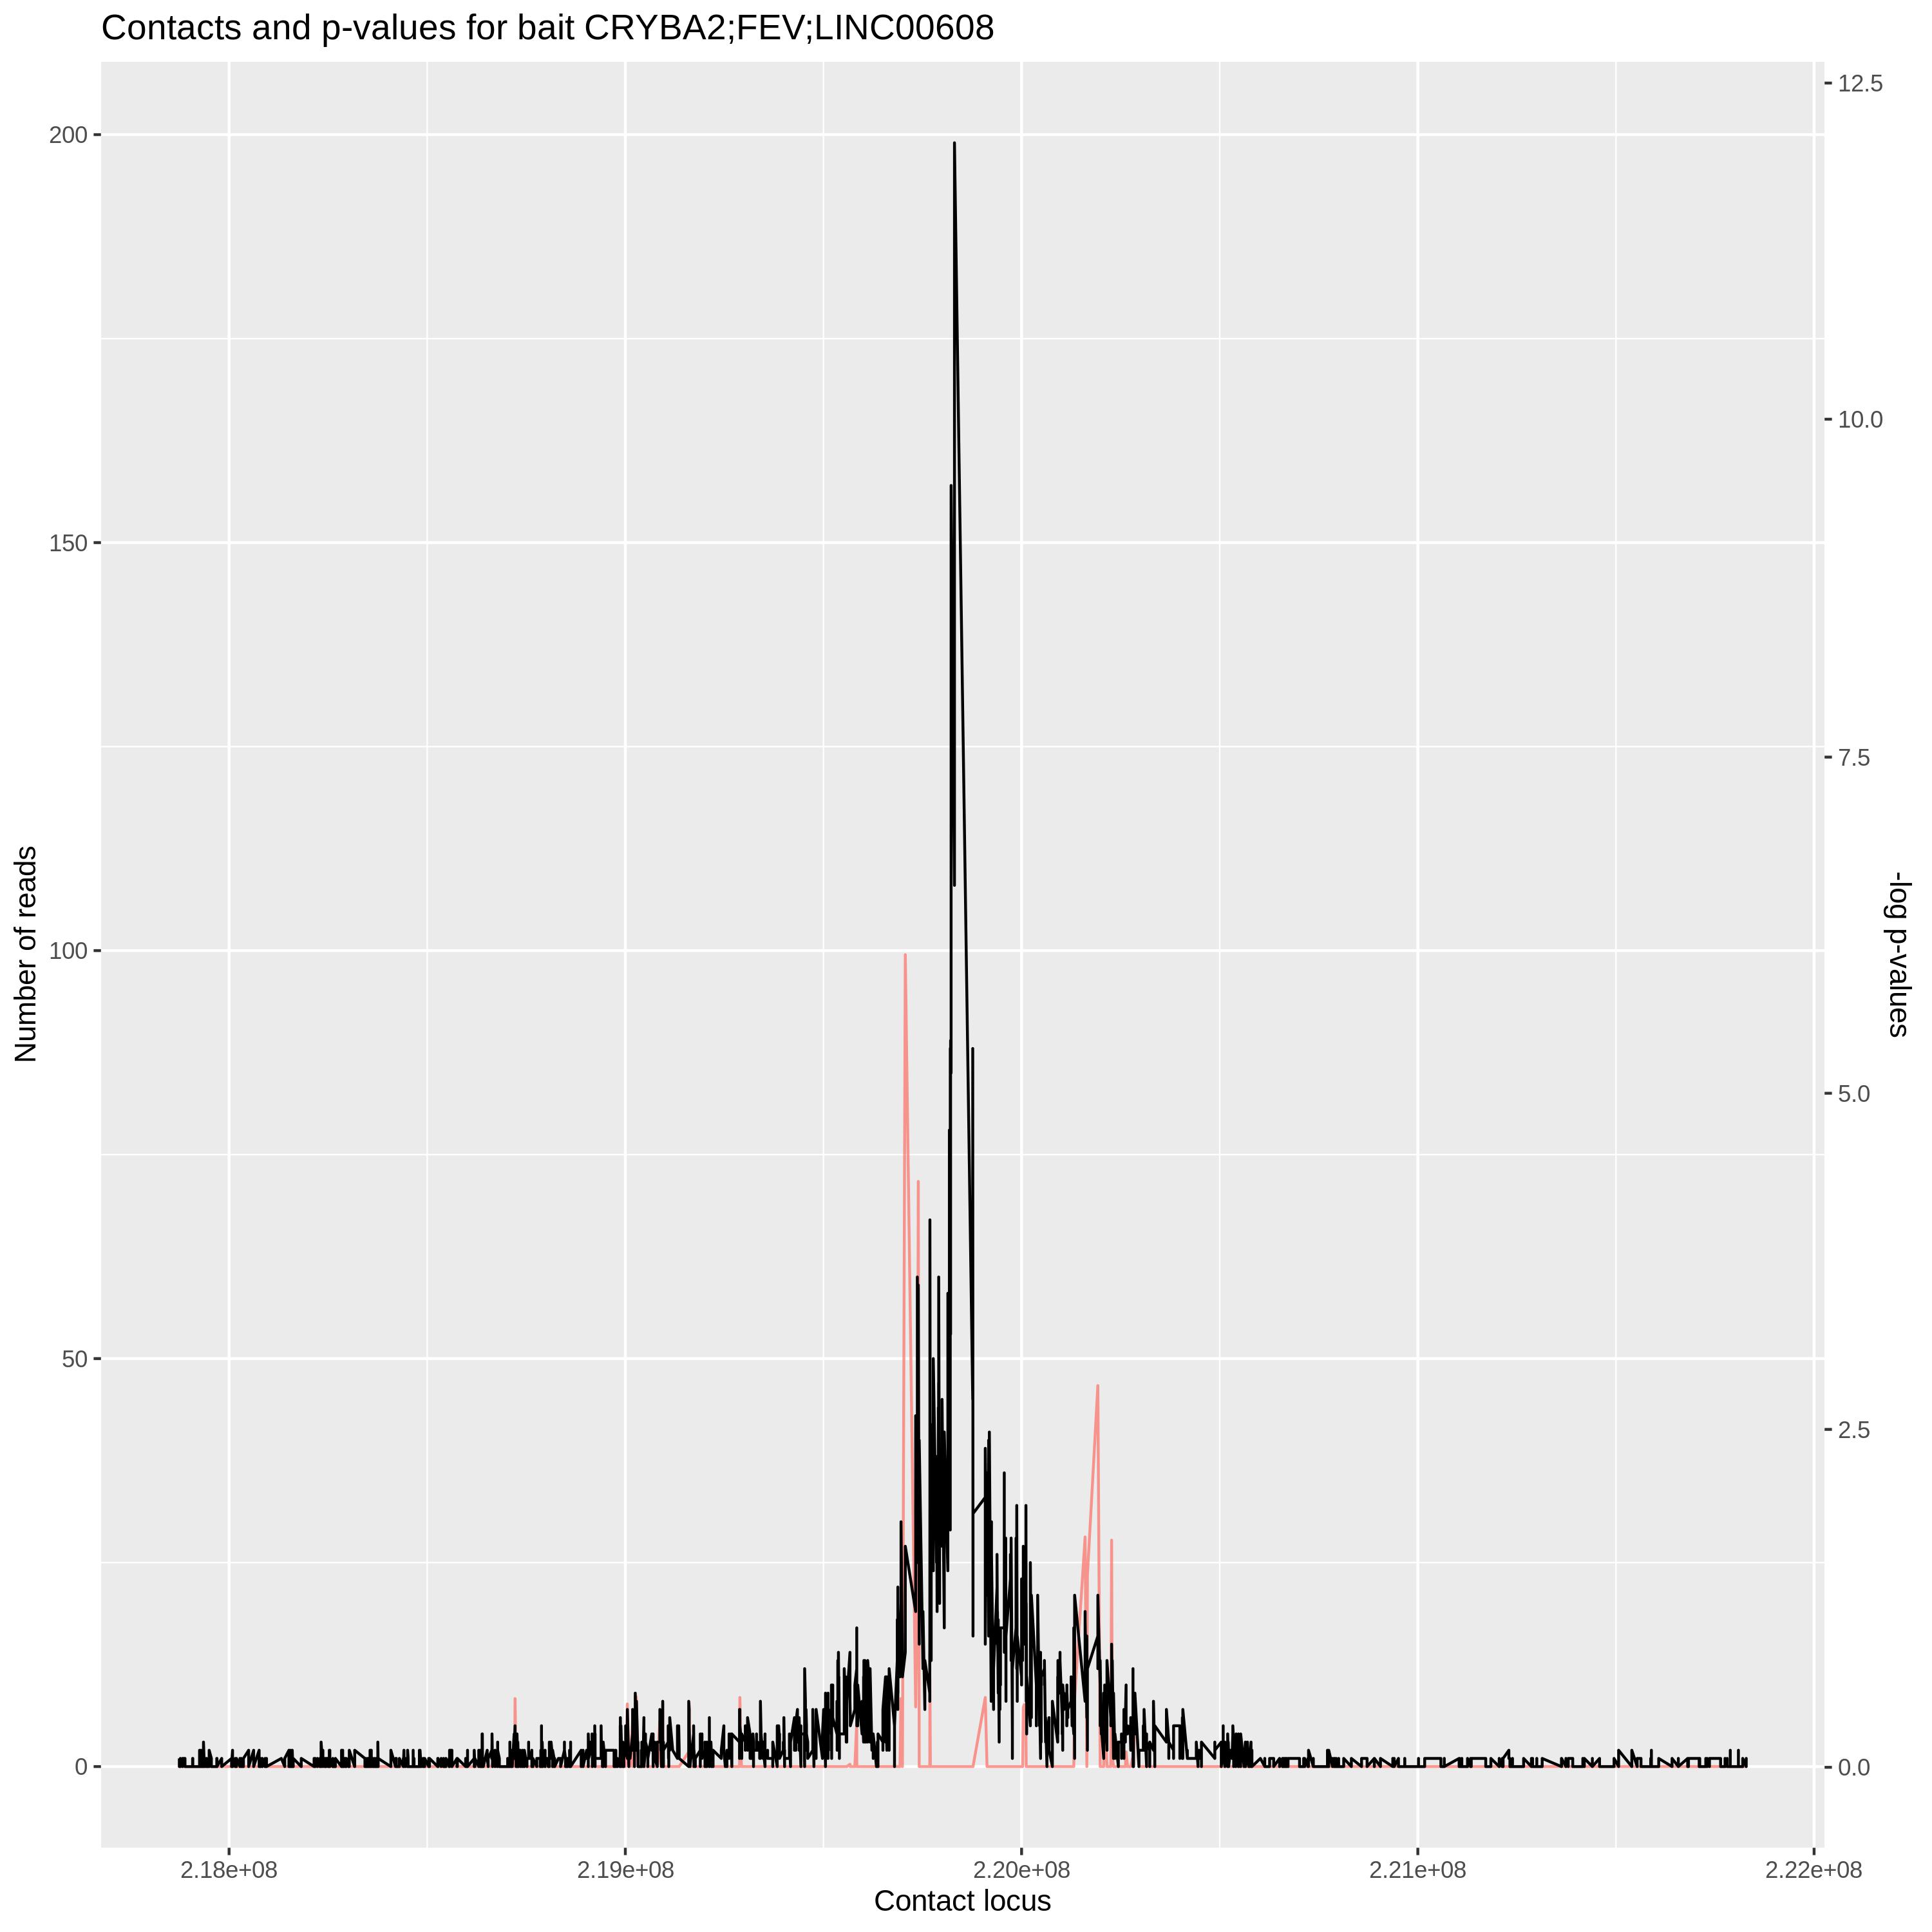 Contacts and p-values for bait CRYBA2;FEV;LINC00608
Number of reads
200
150
100
50
0
12.5
10.0
7.5
5.0
2.5
0.0
-log p-values
2.18e+08
2.19e+08
2.20e+08
2.21e+08
2.22e+08
Contact locus